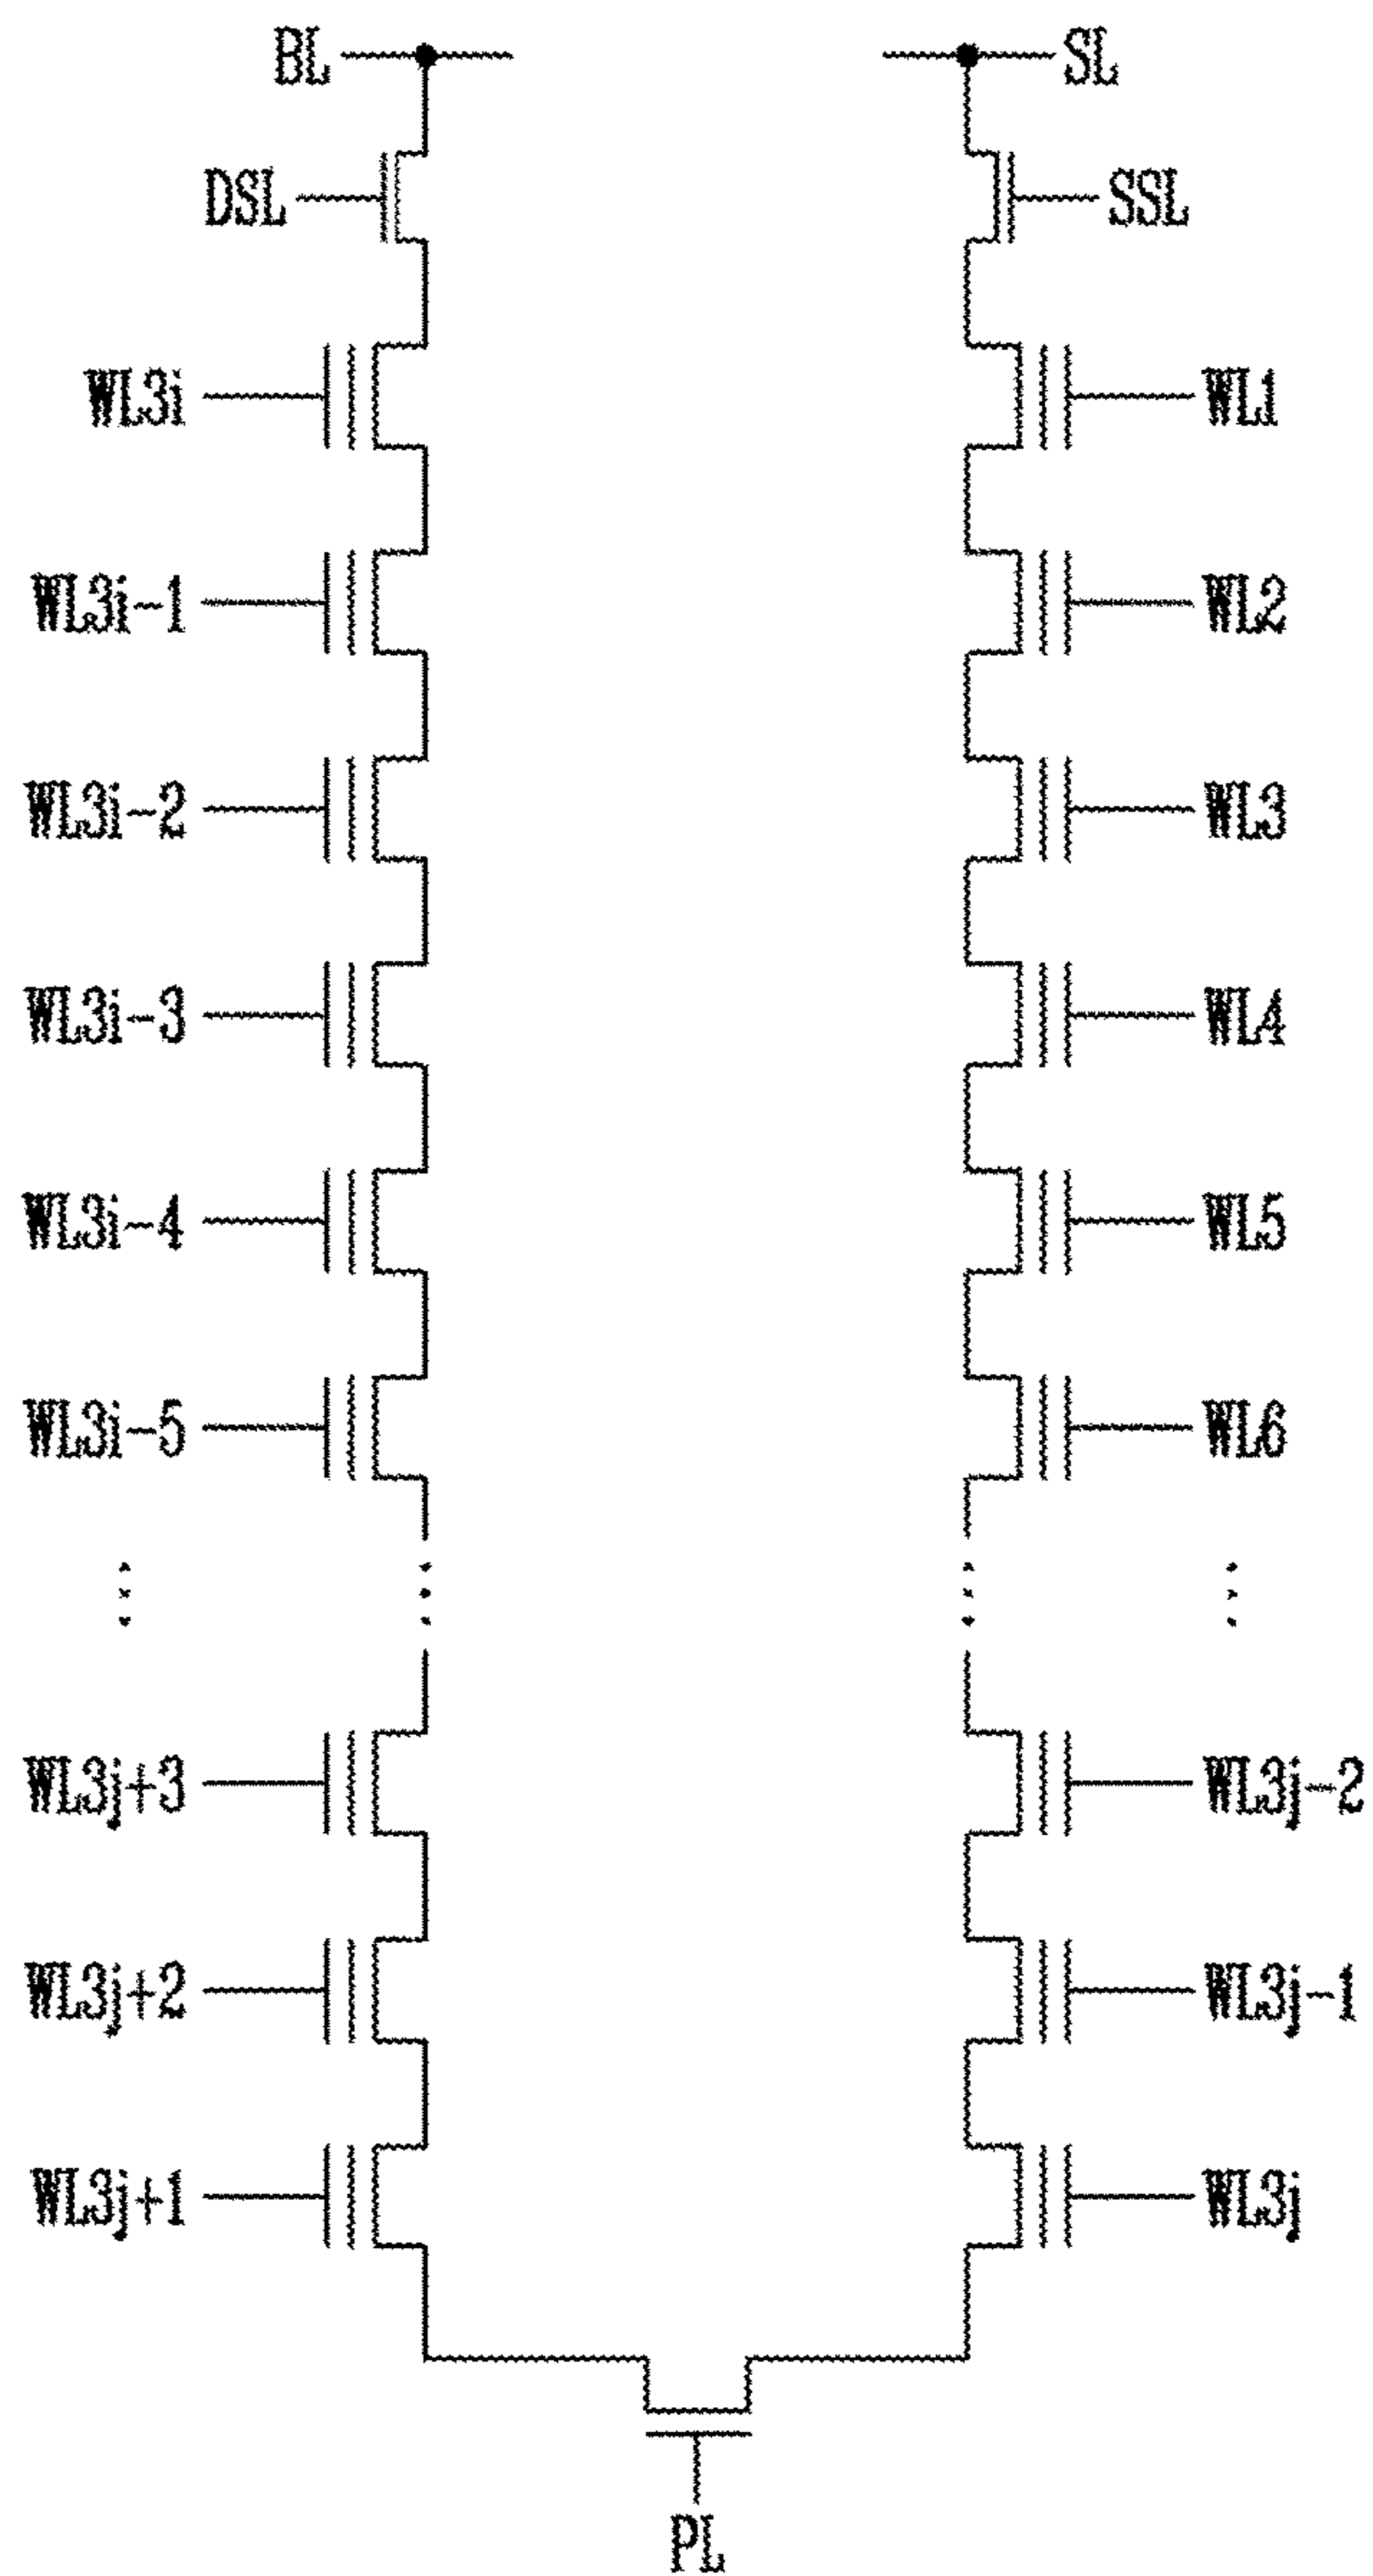 BL SL
DSL SSL
WL3i WL1
WL3i-1 WL2
WL3i-2 WL3
WL3i-3 WL4
WL3i-4 WL5
WL3i-5 WL6
WL3j+3 WL3j-2
WL3j+2 WL3j-1
WL3j+1 WL3j
PL